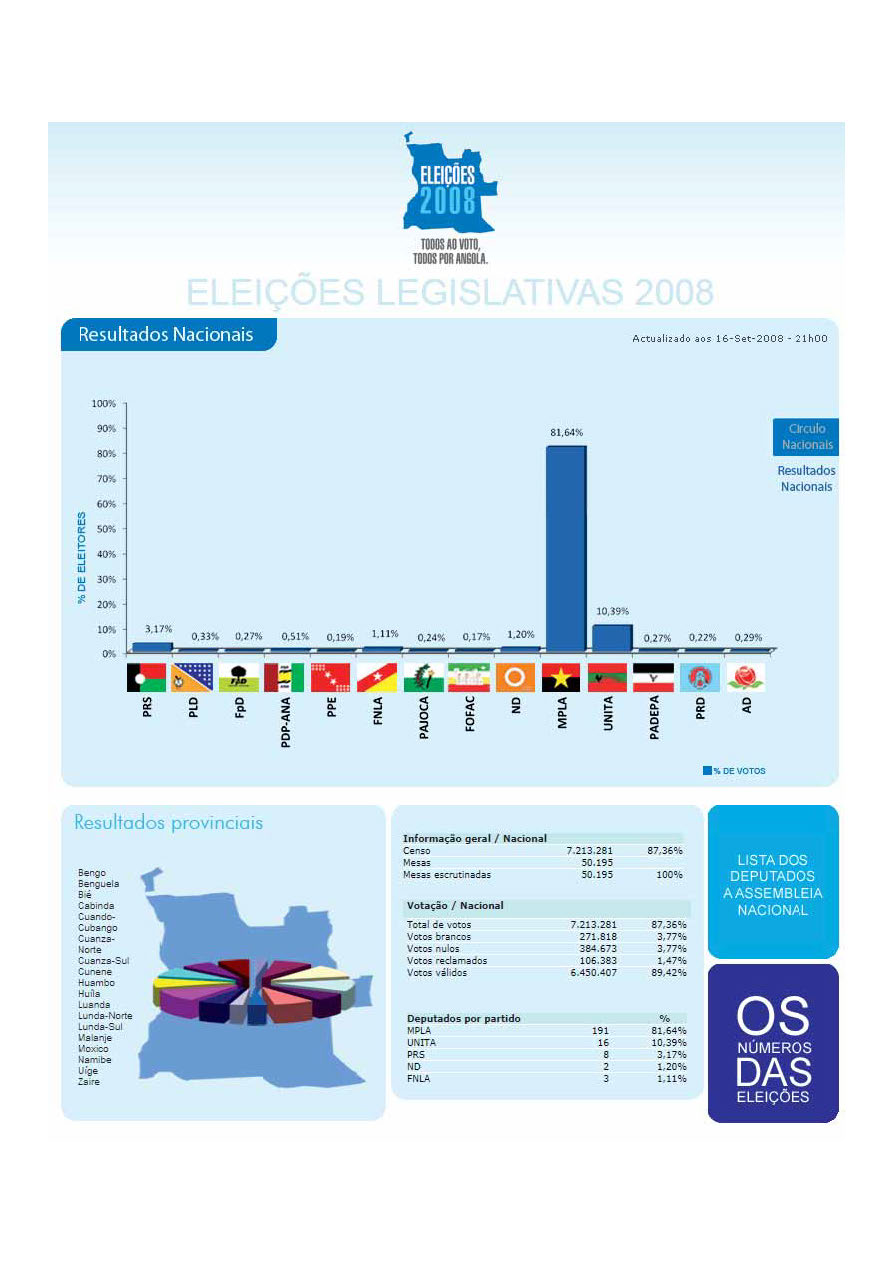 ELEIÇÕES
2008
TODOS AO VOTO,
TODOS POR ANGOLA.
ELEIÇÕES LEGISLATIVAS 2008
Resultados Nacionais
Actualizado aos 16-Set-2008 - 21h00
100%
90%
80%
70%
60%
50%
40%
30%
20%
10%
0%
% DE ELEITORES
3,17%
0,33%
0,27%
0,51%
0,19%
1,11%
0,24%
0,17%
1,20%
81,64%
10,39%
0,27%
0,22%
0,29%
Circulo
Nacionais
Resultados
Nacionais
PRS
PLD
FpD
PDP-ANA
PPE
FNLA
PAJOCA
FOFAC
ND
MPLA
UNITA
PADEPA
PRD
AD
% DE VOTOS
Resultados provinciais
Bengo
Benguela
Bié
Cabinda
Cuando-
Cubango
Cuanza-
Norte
Cuanza-Sul
Cunene
Huambo
Huíla
Luanda
Lunda-Norte
Lunda-Sul
Malanje
Moxico
Namibe
Uíge
Zaire
Informação geral / Nacional
Censo 7.213.281 87,36%
Mesas 50.195
Mesas escrutinadas 50.195 100%
Votação / Nacional
Total de votos 7.213.281 87,36%
Votos brancos 271.818 3,77%
Votos nulos 384.673 3,77%
Votos reclamados 106.383 1,47%
Votos válidos 6.450.407 89,42%
Deputados por partido %
MPLA 191 81,64%
UNITA 16 10,39%
PRS 8 3,17%
ND 2 1,20%
FNLA 3 1,11%
LISTA DOS
DEPUTADOS
A ASSEMBLEIA
NACIONAL
OS
NÚMEROS
DAS
ELEIÇÕES